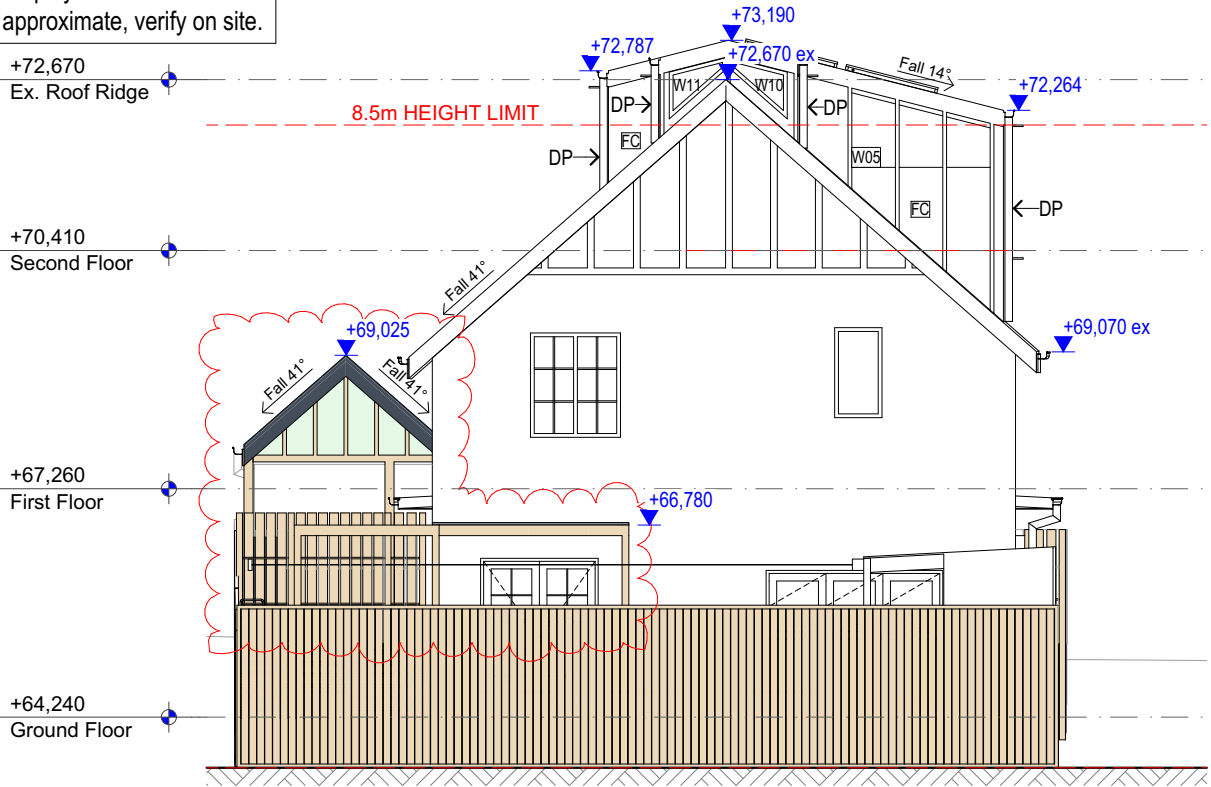 approximate, verify on site.
+73,190
+72,787
+72,670 ex
+72,670
Ex. Roof Ridge
Fall 14°
+72,264
W11
W10
8.5m HEIGHT LIMIT
DP
DP
FC
DP
W05
FC
DP
+70,410
Second Floor
Fall 41°
+69,025
+69,070 ex
Fall 41°
Fall 41°
+67,260
First Floor
+66,780
+64,240
Ground Floor